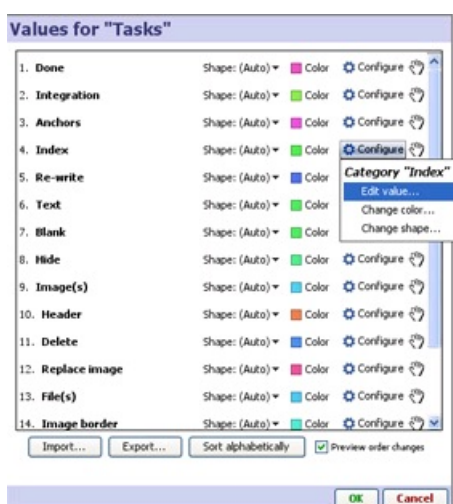 Values for "Tasks"
1. Done Shape: (Auto) Color Configure
2. Integration Shape: (Auto) Color Configure
3. Anchors Shape: (Auto) Color Configure
4. Index Shape: (Auto) Color Configure
Category "Index"
5. Re-write Shape: (Auto) Color
Edit value...
6. Text Shape: (Auto) Color
Change color...
7. Blank Shape: (Auto) Color
Change shape...
8. Hide Shape: (Auto) Color Configure
9. Image(s) Shape: (Auto) Color Configure
10. Header Shape: (Auto) Color Configure
11. Delete Shape: (Auto) Color Configure
12. Replace image Shape: (Auto) Color Configure
13. File(s) Shape: (Auto) Color Configure
14. Image border Shape: (Auto) Color Configure
Import... Export... Sort alphabetically Preview order changes
OK Cancel